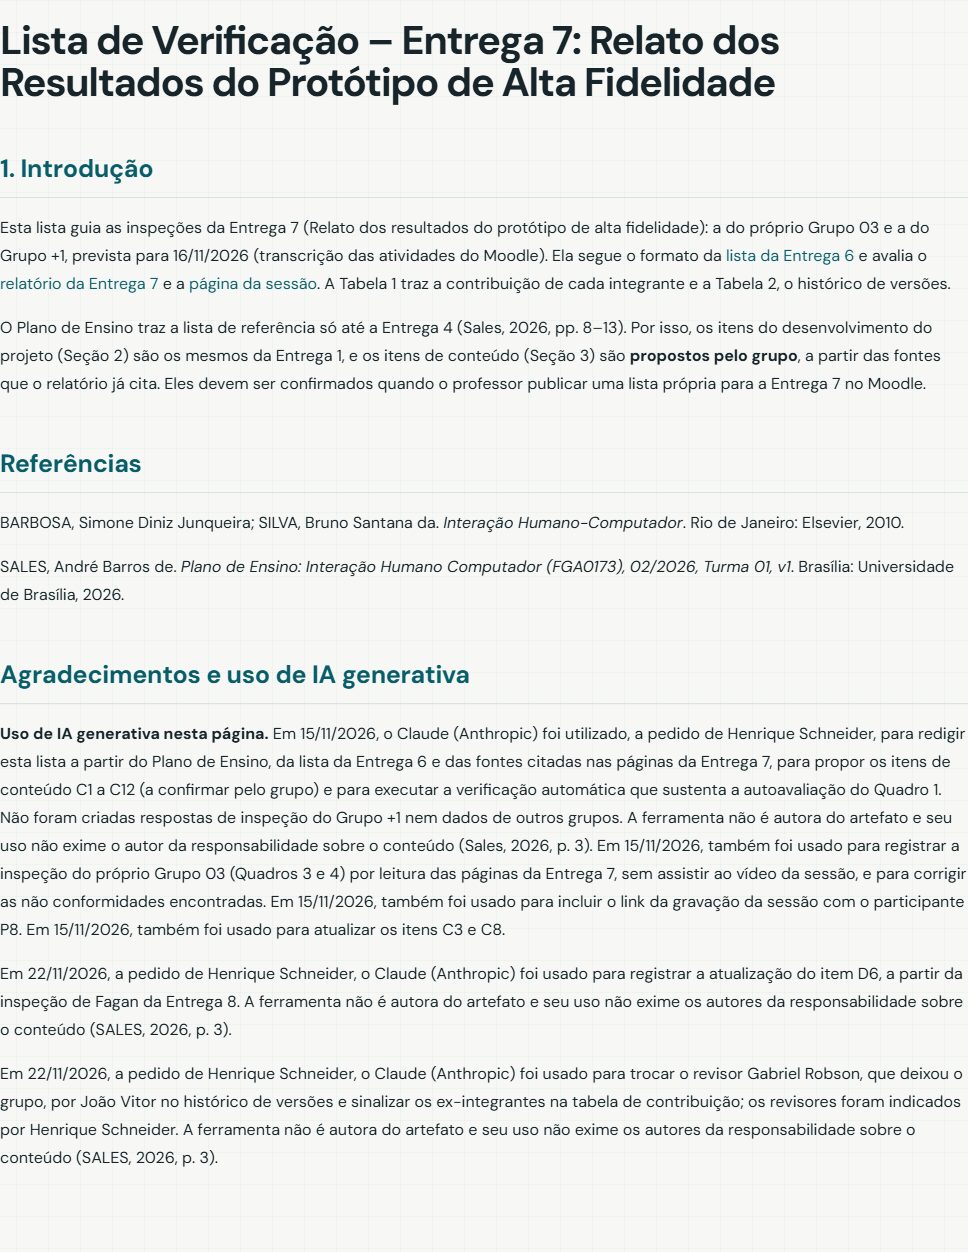 Lista de Verificação – Entrega 7: Relato dos
Resultados do Protótipo de Alta Fidelidade
1. Introdução
Esta lista guia as inspeções da Entrega 7 (Relato dos resultados do protótipo de alta fidelidade): a do próprio Grupo 03 e a do
Grupo +1, prevista para 16/11/2026 (transcrição das atividades do Moodle). Ela segue o formato da lista da Entrega 6 e avalia o
relatório da Entrega 7 e a página da sessão. A Tabela 1 traz a contribuição de cada integrante e a Tabela 2, o histórico de versões.
O Plano de Ensino traz a lista de referência só até a Entrega 4 (Sales, 2026, pp. 8–13). Por isso, os itens do desenvolvimento do
projeto (Seção 2) são os mesmos da Entrega 1, e os itens de conteúdo (Seção 3) são propostos pelo grupo, a partir das fontes
que o relatório já cita. Eles devem ser confirmados quando o professor publicar uma lista própria para a Entrega 7 no Moodle.
Referências
BARBOSA, Simone Diniz Junqueira; SILVA, Bruno Santana da. Interação Humano-Computador. Rio de Janeiro: Elsevier, 2010.
SALES, André Barros de. Plano de Ensino: Interação Humano Computador (FGA0173), 02/2026, Turma 01, v1. Brasília: Universidade
de Brasília, 2026.
Agradecimentos e uso de IA generativa
Uso de IA generativa nesta página. Em 15/11/2026, o Claude (Anthropic) foi utilizado, a pedido de Henrique Schneider, para redigir
esta lista a partir do Plano de Ensino, da lista da Entrega 6 e das fontes citadas nas páginas da Entrega 7, para propor os itens de
conteúdo C1 a C12 (a confirmar pelo grupo) e para executar a verificação automática que sustenta a autoavaliação do Quadro 1.
Não foram criadas respostas de inspeção do Grupo +1 nem dados de outros grupos. A ferramenta não é autora do artefato e seu
uso não exime o autor da responsabilidade sobre o conteúdo (Sales, 2026, p. 3). Em 15/11/2026, também foi usado para registrar a
inspeção do próprio Grupo 03 (Quadros 3 e 4) por leitura das páginas da Entrega 7, sem assistir ao vídeo da sessão, e para corrigir
as não conformidades encontradas. Em 15/11/2026, também foi usado para incluir o link da gravação da sessão com o participante
P8. Em 15/11/2026, também foi usado para atualizar os itens C3 e C8.
Em 22/11/2026, a pedido de Henrique Schneider, o Claude (Anthropic) foi usado para registrar a atualização do item D6, a partir da
inspeção de Fagan da Entrega 8. A ferramenta não é autora do artefato e seu uso não exime os autores da responsabilidade sobre
o conteúdo (SALES, 2026, p. 3).
Em 22/11/2026, a pedido de Henrique Schneider, o Claude (Anthropic) foi usado para trocar o revisor Gabriel Robson, que deixou o
grupo, por João Vitor no histórico de versões e sinalizar os ex-integrantes na tabela de contribuição; os revisores foram indicados
por Henrique Schneider. A ferramenta não é autora do artefato e seu uso não exime os autores da responsabilidade sobre o
conteúdo (SALES, 2026, p. 3).